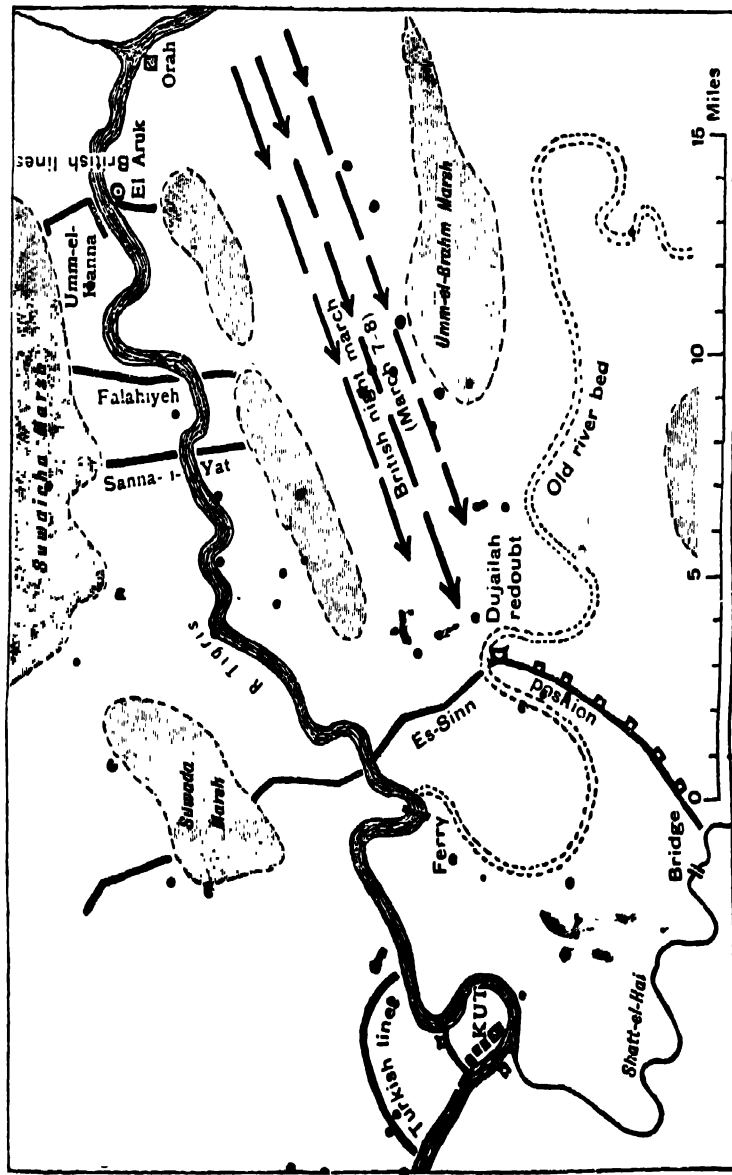 Orah
British lines
El Aruk
Umm-el-
Hanna
Suwaicha Marsh
Falahiyeh
Sanna-i-Yat
R Tigris
British night march
(March 7-8)
Umm-el-Brahm Marsh
Old river bed
Dujailah
redoubt
Es-Sinn
position
Suwada
Marsh
Ferry
Bridge
Turkish lines
KUT
Shatt-el-Hai
0 5 10 15 Miles